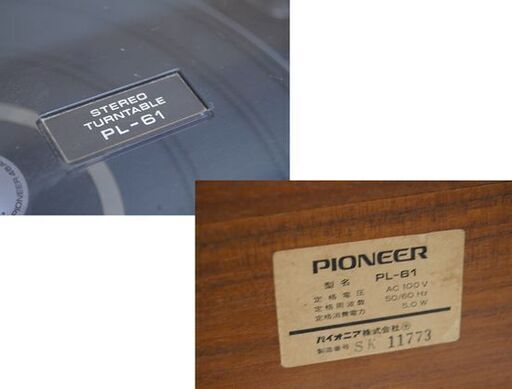 STEREO
TURNTABLE
PL-61
PIONEER
型名 PL-61
定格電圧 AC 100V
定格周波数 50/60 Hz
定格消費電力 5.0 W
パイオニア株式会社
製造番号 SK 11773